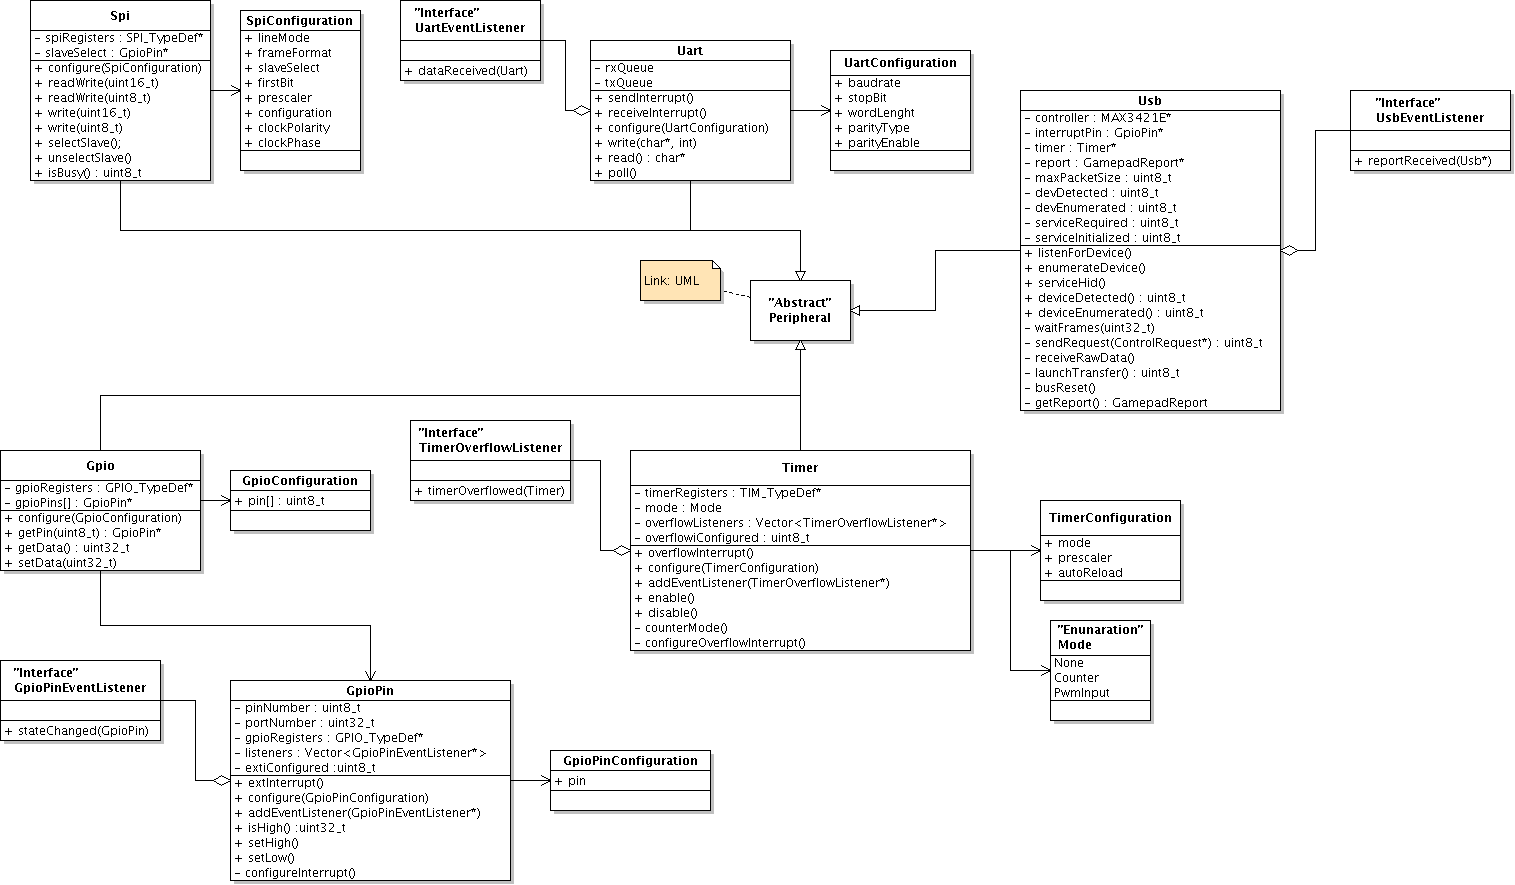 Spi
- spiRegisters : SPI_TypeDef*
- slaveSelect : GpioPin*
+ configure(SpiConfiguration)
+ readWrite(uint16_t)
+ readWrite(uint8_t)
+ write(uint16_t)
+ write(uint8_t)
+ selectSlave();
+ unselectSlave()
+ isBusy() : uint8_t
SpiConfiguration
+ lineMode
+ frameFormat
+ slaveSelect
+ firstBit
+ prescaler
+ configuration
+ clockPolarity
+ clockPhase
"Interface"
UartEventListener
+ dataReceived(Uart)
Uart
- rxQueue
- txQueue
+ sendInterrupt()
+ receiveInterrupt()
+ configure(UartConfiguration)
+ write(char*, int)
+ read() : char*
+ poll()
UartConfiguration
+ baudrate
+ stopBit
+ wordLenght
+ parityType
+ parityEnable
Usb
- controller : MAX3421E*
- interruptPin : GpioPin*
- timer : Timer*
- report : GamepadReport*
- maxPacketSize : uint8_t
- devDetected : uint8_t
- devEnumerated : uint8_t
- serviceRequired : uint8_t
- serviceInitialized : uint8_t
+ listenForDevice()
+ enumerateDevice()
+ serviceHid()
+ deviceDetected() : uint8_t
+ deviceEnumerated() : uint8_t
- waitFrames(uint32_t)
- sendRequest(ControlRequest*) : uint8_t
- receiveRawData()
- launchTransfer() : uint8_t
- busReset()
- getReport() : GamepadReport
"Interface"
UsbEventListener
+ reportReceived(Usb*)
Link: UML
"Abstract"
Peripheral
Gpio
- gpioRegisters : GPIO_TypeDef*
- gpioPins[] : GpioPin*
+ configure(GpioConfiguration)
+ getPin(uint8_t) : GpioPin*
+ getData() : uint32_t
+ setData(uint32_t)
GpioConfiguration
+ pin[] : uint8_t
"Interface"
TimerOverflowListener
+ timerOverflowed(Timer)
Timer
- timerRegisters : TIM_TypeDef*
- mode : Mode
- overflowListeners : Vector<TimerOverflowListener*>
- overflowiConfigured : uint8_t
+ overflowInterrupt()
+ configure(TimerConfiguration)
+ addEventListener(TimerOverflowListener*)
+ enable()
+ disable()
- counterMode()
- configureOverflowInterrupt()
TimerConfiguration
+ mode
+ prescaler
+ autoReload
"Enunaration"
Mode
None
Counter
PwmInput
"Interface"
GpioPinEventListener
+ stateChanged(GpioPin)
GpioPin
- pinNumber : uint8_t
- portNumber : uint32_t
- gpioRegisters : GPIO_TypeDef*
- listeners : Vector<GpioPinEventListener*>
- extiConfigured :uint8_t
+ extInterrupt()
+ configure(GpioPinConfiguration)
+ addEventListener(GpioPinEventListener*)
+ isHigh() :uint32_t
+ setHigh()
+ setLow()
- configureInterrupt()
GpioPinConfiguration
+ pin